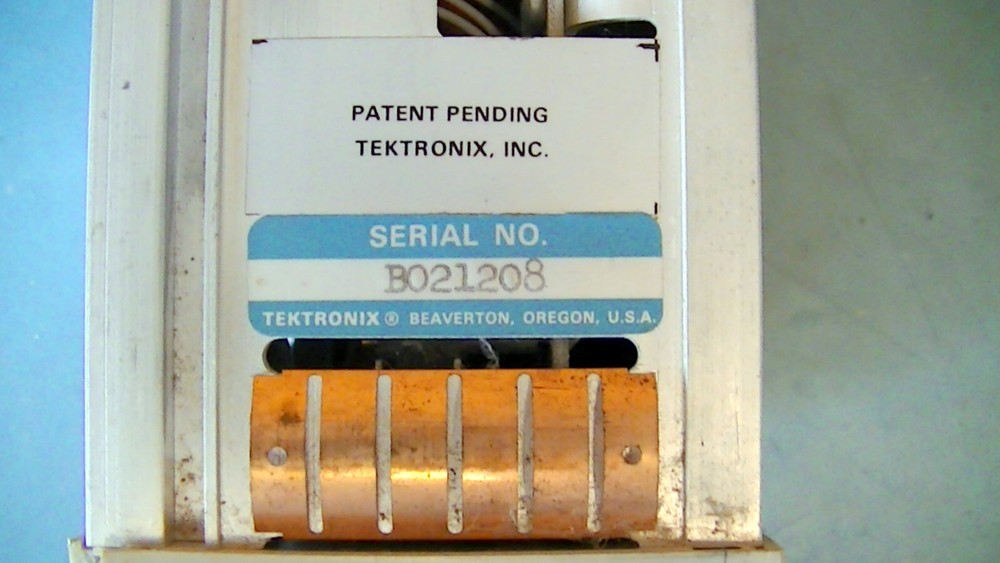 PATENT PENDING
TEKTRONIX, INC.
SERIAL NO.
B021208
TEKTRONIX® BEAVERTON, OREGON, U.S.A.